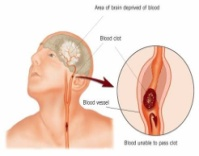 Area of brain deprived of blood
Blood clot
Blood vessel
Blood unable to pass clot